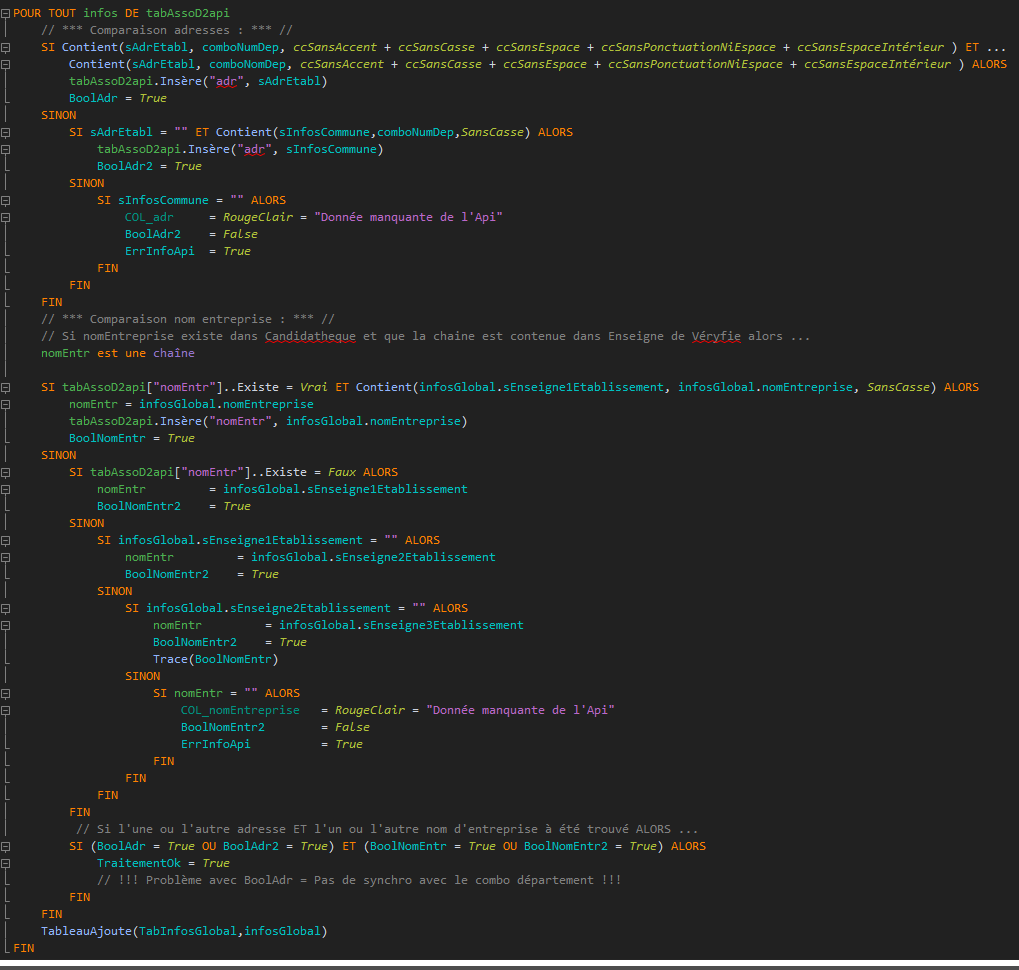 POUR TOUT infos DE tabAssoD2api
// *** Comparaison adresses : *** //
SI Contient(sAdrEtabl, comboNumDep, ccSansAccent + ccSansCasse + ccSansEspace + ccSansPonctuationNiEspace + ccSansEspaceIntérieur ) ET ...
Contient(sAdrEtabl, comboNomDep, ccSansAccent + ccSansCasse + ccSansEspace + ccSansPonctuationNiEspace + ccSansEspaceIntérieur ) ALORS
tabAssoD2api.Insère("adr", sAdrEtabl)
BoolAdr = True
SINON
SI sAdrEtabl = "" ET Contient(sInfosCommune,comboNumDep,SansCasse) ALORS
tabAssoD2api.Insère("adr", sInfosCommune)
BoolAdr2 = True
SINON
SI sInfosCommune = "" ALORS
COL_adr = RougeClair = "Donnée manquante de l'Api"
BoolAdr2 = False
ErrInfoApi = True
FIN
FIN
FIN
// *** Comparaison nom entreprise : *** //
// Si nomEntreprise existe dans Candidatheque et que la chaine est contenue dans Enseigne de Véryfie alors ...
nomEntr est une chaîne
SI tabAssoD2api["nomEntr"]..Existe = Vrai ET Contient(infosGlobal.sEnseigne1Etablissement, infosGlobal.nomEntreprise, SansCasse) ALORS
nomEntr = infosGlobal.nomEntreprise
tabAssoD2api.Insère("nomEntr", infosGlobal.nomEntreprise)
BoolNomEntr = True
SINON
SI tabAssoD2api["nomEntr"]..Existe = Faux ALORS
nomEntr = infosGlobal.sEnseigne1Etablissement
BoolNomEntr2 = True
SINON
SI infosGlobal.sEnseigne1Etablissement = "" ALORS
nomEntr = infosGlobal.sEnseigne2Etablissement
BoolNomEntr2 = True
SINON
SI infosGlobal.sEnseigne2Etablissement = "" ALORS
nomEntr = infosGlobal.sEnseigne3Etablissement
BoolNomEntr2 = True
Trace(BoolNomEntr)
SINON
SI nomEntr = "" ALORS
COL_nomEntreprise = RougeClair = "Donnée manquante de l'Api"
BoolNomEntr2 = False
ErrInfoApi = True
FIN
FIN
FIN
FIN
// Si l'une ou l'autre adresse ET l'un ou l'autre nom d'entreprise à été trouvé ALORS ...
SI (BoolAdr = True OU BoolAdr2 = True) ET (BoolNomEntr = True OU BoolNomEntr2 = True) ALORS
TraitementOk = True
// !!! Problème avec BoolAdr = Pas de synchro avec le combo département !!!
FIN
FIN
TableauAjoute(TabInfosGlobal,infosGlobal)
FIN